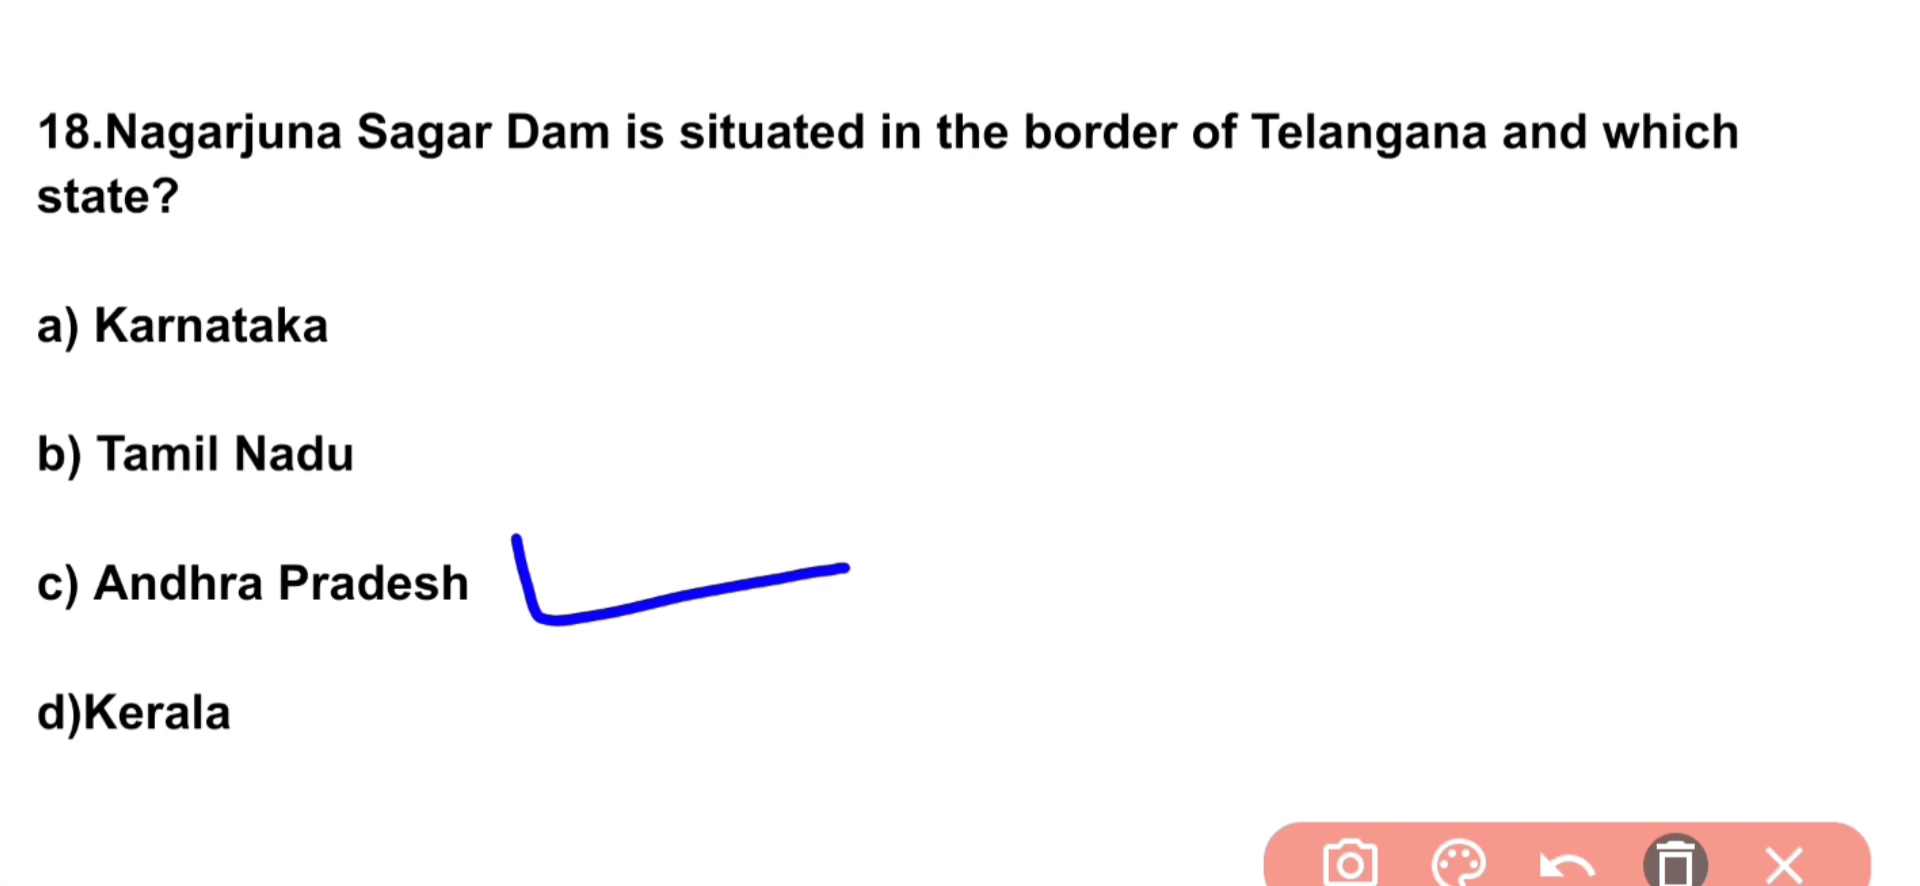 18.Nagarjuna Sagar Dam is situated in the border of Telangana and which
state?
a) Karnataka
b) Tamil Nadu
c) Andhra Pradesh
d)Kerala